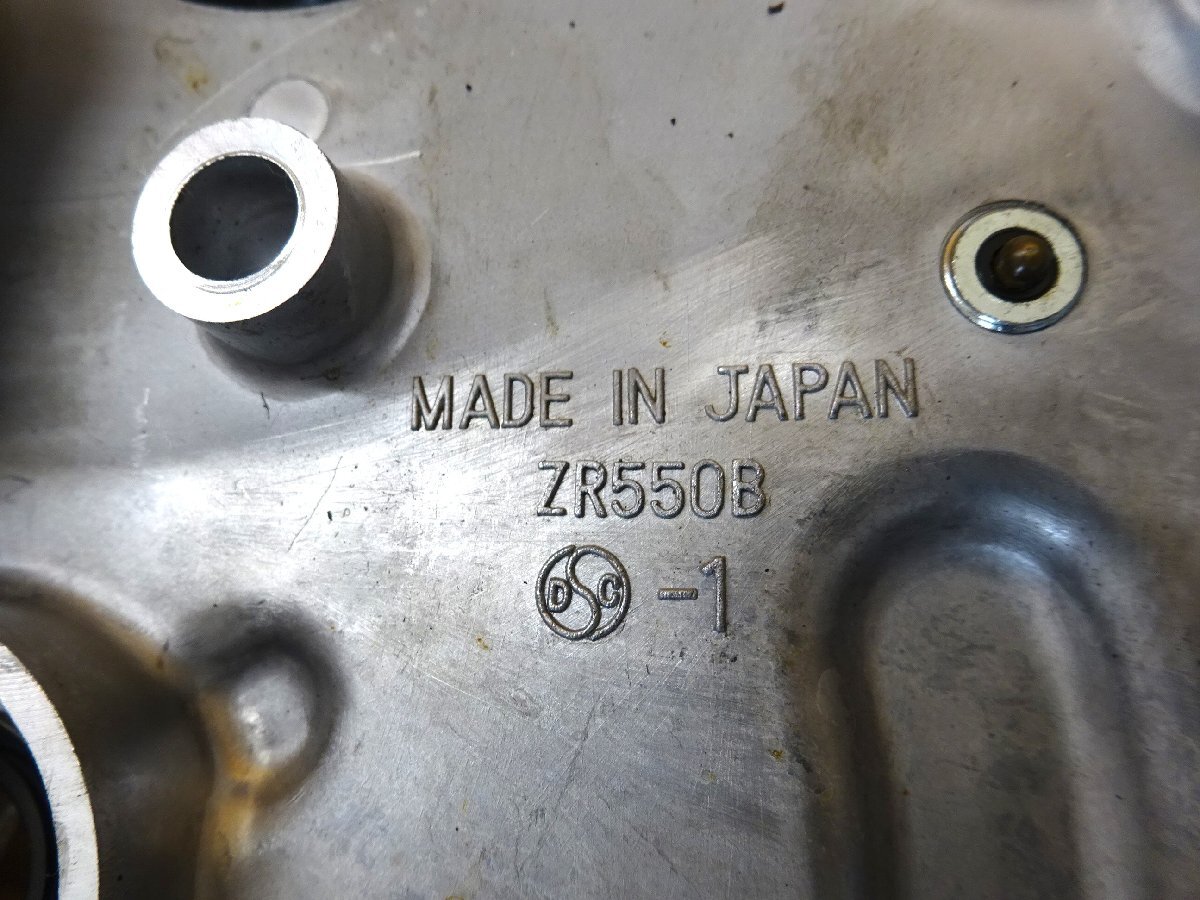 MADE IN JAPAN
ZR550B
DSC -1